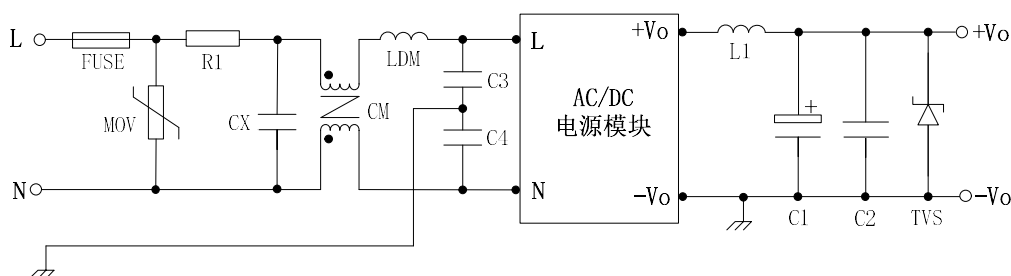 L
FUSE
R1
MOV
CX
CM
LDM
C3
C4
N
L
N
AC/DC
电源模块
+Vo
-Vo
L1
+
C1
C2
TVS
+Vo
-Vo